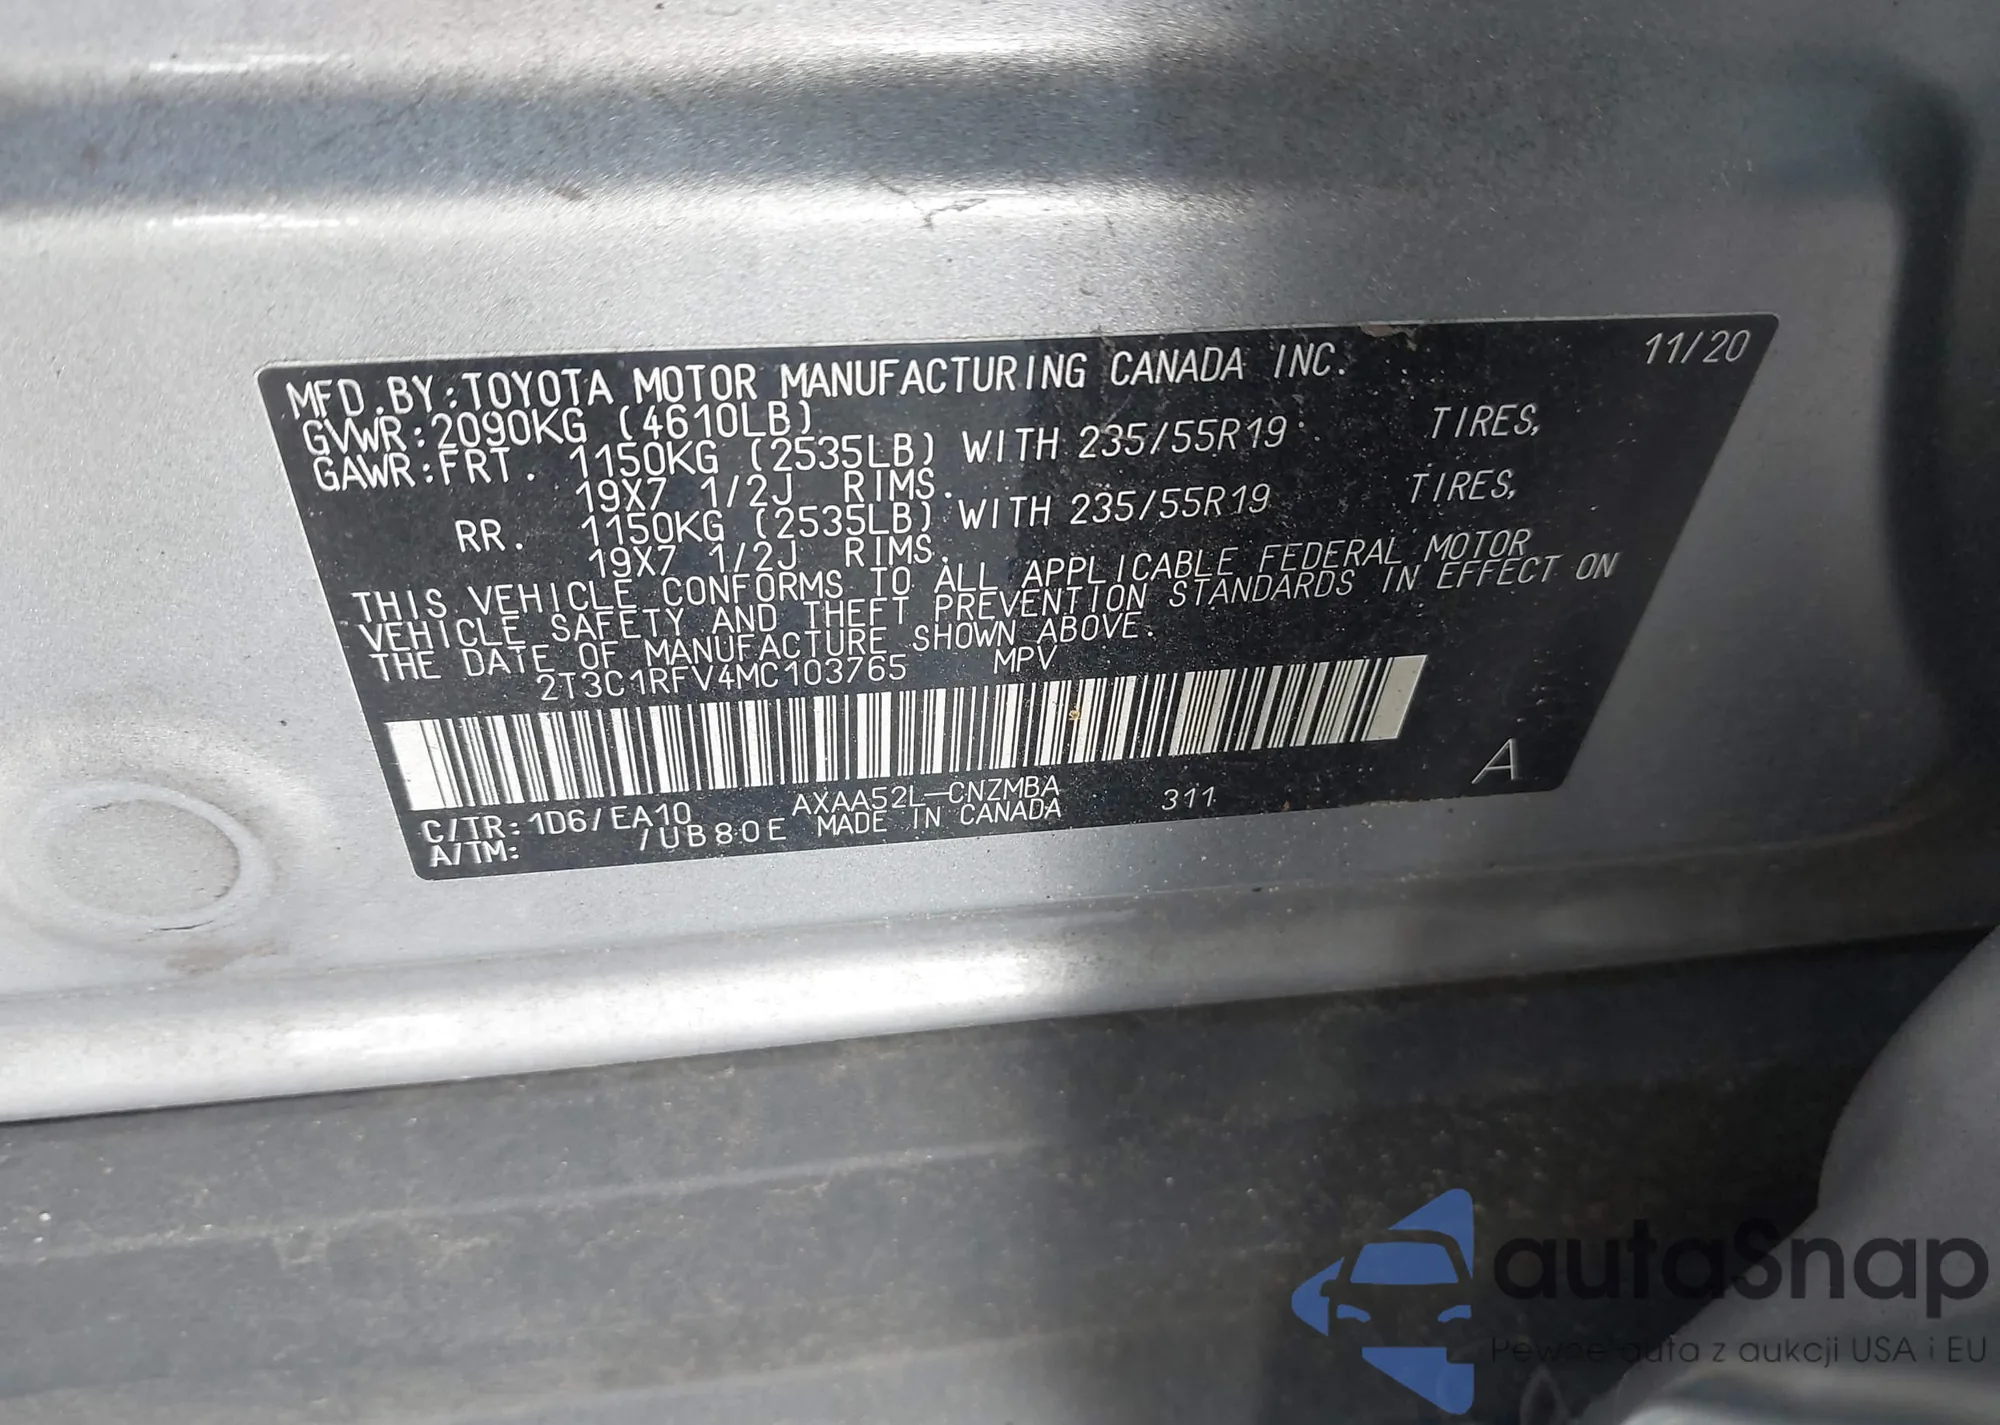 11/20
MFD.BY:TOYOTA MOTOR MANUFACTURING CANADA INC.
GVWR:2090KG (4610LB)
GAWR:FRT. 1150KG (2535LB) WITH 235/55R19 TIRES,
19X7 1/2J RIMS.
RR. 1150KG (2535LB) WITH 235/55R19 TIRES,
19X7 1/2J RIMS.
THIS VEHICLE CONFORMS TO ALL APPLICABLE FEDERAL MOTOR
VEHICLE SAFETY AND THEFT PREVENTION STANDARDS IN EFFECT ON
THE DATE OF MANUFACTURE SHOWN ABOVE.
2T3C1RFV4MC103765 MPV
A
C/TR:1D6/EA10 AXAA52L-CNZMBA 311
A/TM: /UB80E MADE IN CANADA
autaSnap
Pewne auta z aukcji USA i EU